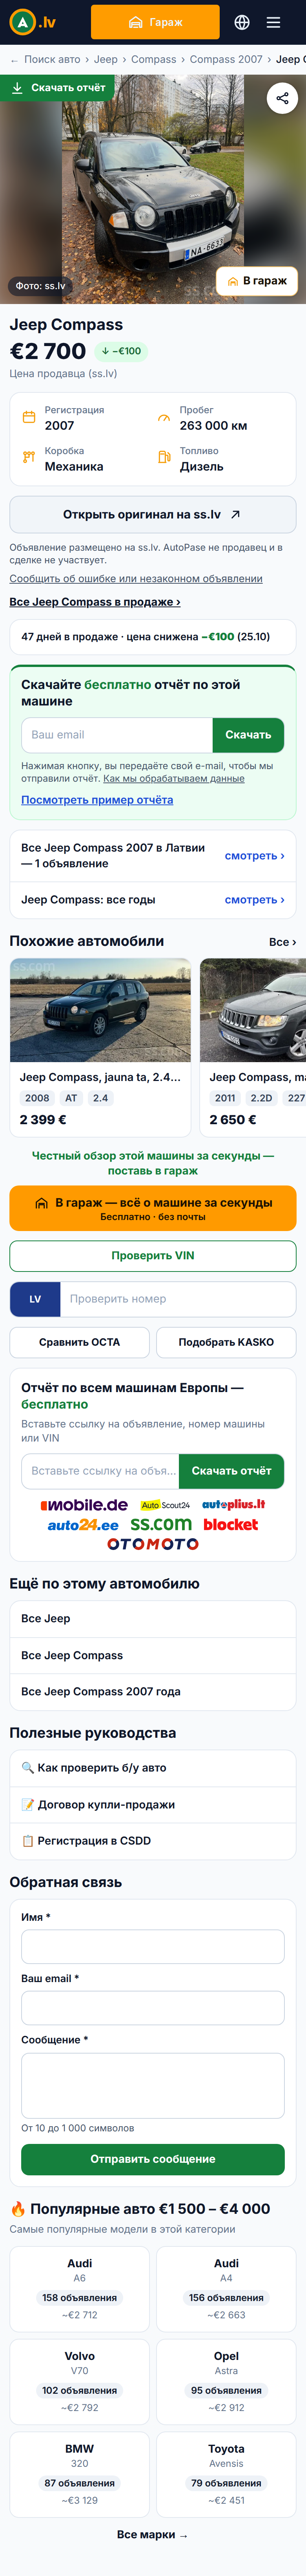 A .lv
Гараж
← Поиск авто › Jeep › Compass › Compass 2007 › Jeep
Скачать отчёт
NA-6633
Фото: ss.lv
В гараж
Jeep Compass
€2 700 ↓ −€100
Цена продавца (ss.lv)
Регистрация
2007
Пробег
263 000 км
Коробка
Механика
Топливо
Дизель
Открыть оригинал на ss.lv ↗
Объявление размещено на ss.lv. AutoPase не продавец и в
сделке не участвует.
Сообщить об ошибке или незаконном объявлении
Все Jeep Compass в продаже ›
47 дней в продаже · цена снижена −€100 (25.10)
Скачайте бесплатно отчёт по этой
машине
Ваш email
Скачать
Нажимая кнопку, вы передаёте свой e-mail, чтобы мы
отправили отчёт. Как мы обрабатываем данные
Посмотреть пример отчёта
Все Jeep Compass 2007 в Латвии
— 1 объявление
смотреть ›
Jeep Compass: все годы
смотреть ›
Похожие автомобили
Все ›
ss.com
Jeep Compass, jauna ta, 2.4…
2008 AT 2.4
2 399 €
Jeep Compass,
2011 2.2D 227
2 650 €
Честный обзор этой машины за секунды —
поставь в гараж
В гараж — всё о машине за секунды
Бесплатно · без почты
Проверить VIN
LV
Проверить номер
Сравнить ОСТА
Подобрать KASKO
Отчёт по всем машинам Европы —
бесплатно
Вставьте ссылку на объявление, номер машины
или VIN
Вставьте ссылку на объя…
Скачать отчёт
mobile.de AutoScout24 autoplius.lt
auto24.ee ss.com blocket
OTOMOTO
Ещё по этому автомобилю
Все Jeep
Все Jeep Compass
Все Jeep Compass 2007 года
Полезные руководства
🔍 Как проверить б/у авто
📝 Договор купли-продажи
📋 Регистрация в CSDD
Обратная связь
Имя *
Ваш email *
Сообщение *
От 10 до 1 000 символов
Отправить сообщение
🔥 Популярные авто €1 500 – €4 000
Самые популярные модели в этой категории
Audi
A6
158 объявления
~€2 712
Audi
A4
156 объявления
~€2 663
Volvo
V70
102 объявления
~€2 792
Opel
Astra
95 объявления
~€2 912
BMW
320
87 объявления
~€3 129
Toyota
Avensis
79 объявления
~€2 451
Все марки →